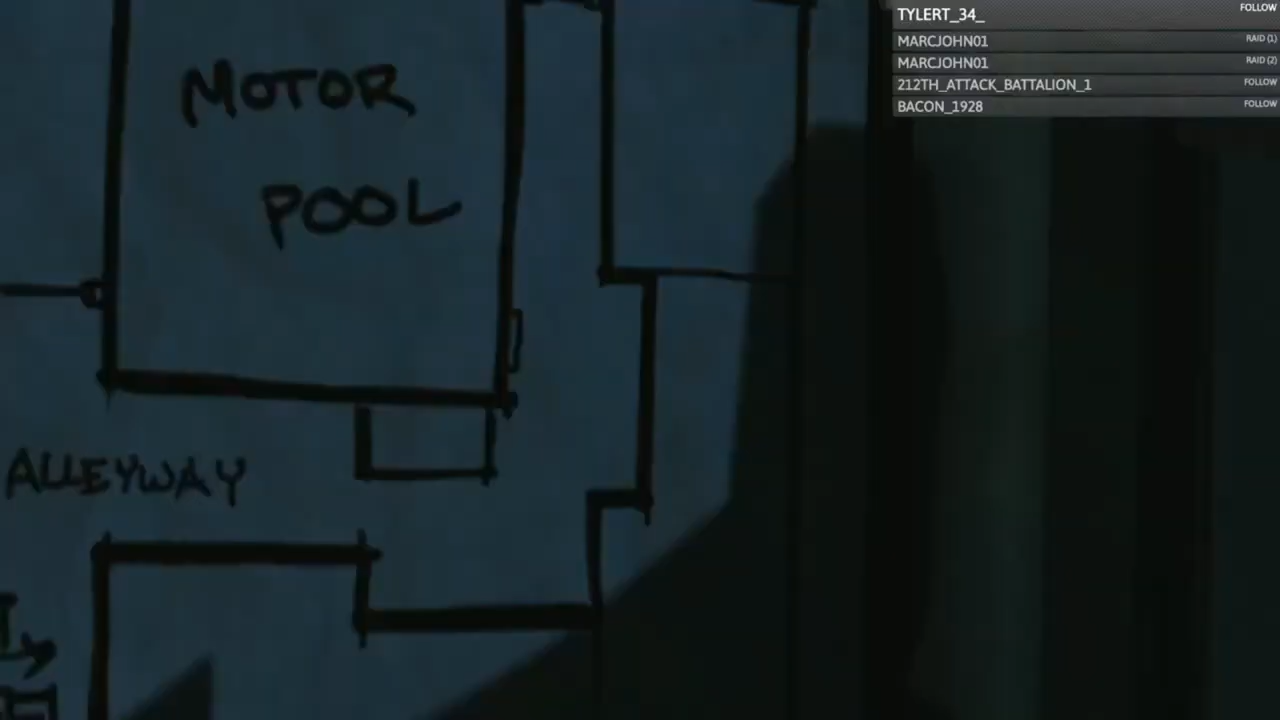 TYLERT_34_ FOLLOW
MARCJOHN01 RAID (1)
MARCJOHN01 RAID (2)
212TH_ATTACK_BATTALION_1 FOLLOW
BACON_1928 FOLLOW
MOTOR
POOL
ALLEYWAY